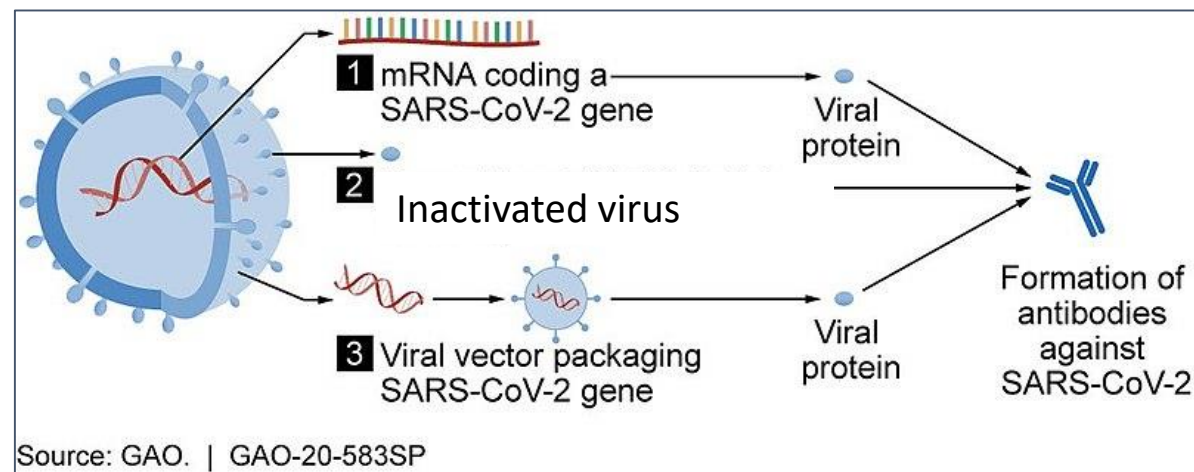 1 mRNA coding a
SARS-CoV-2 gene
Viral
protein
2
Inactivated virus
3 Viral vector packaging
SARS-CoV-2 gene
Viral
protein
Formation of
antibodies
against
SARS-CoV-2
Source: GAO. | GAO-20-583SP